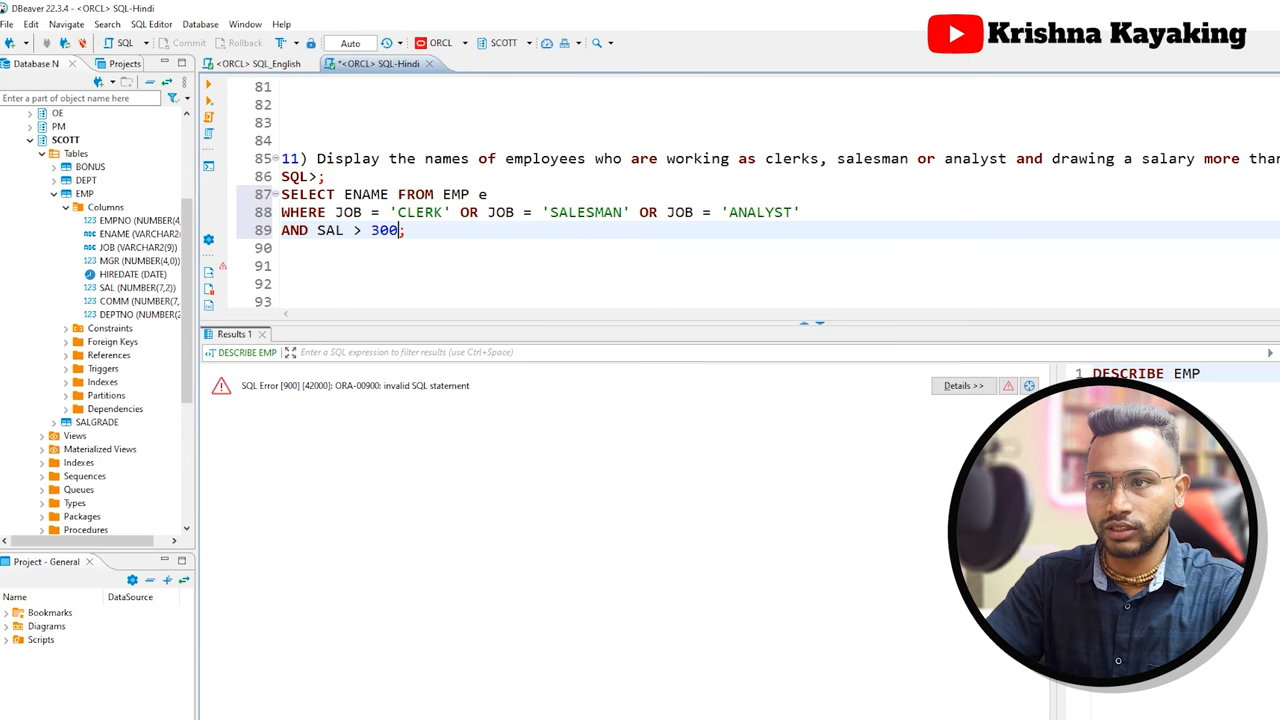 DBeaver 22.3.4 - <ORCL> SQL-Hindi
File Edit Navigate Search SQL Editor Database Window Help
SQL Commit Rollback Auto ORCL SCOTT
Krishna Kayaking
Database N Projects
<ORCL> SQL_English
*<ORCL> SQL-Hindi
Enter a part of object name here
OE
PM
SCOTT
Tables
BONUS
DEPT
EMP
Columns
123 EMPNO (NUMBER(4,
ABC ENAME (VARCHAR2(
ABC JOB (VARCHAR2(9))
123 MGR (NUMBER(4,0))
HIREDATE (DATE)
123 SAL (NUMBER(7,2))
123 COMM (NUMBER(7,
123 DEPTNO (NUMBER(2
Constraints
Foreign Keys
References
Triggers
Indexes
Partitions
Dependencies
SALGRADE
Views
Materialized Views
Indexes
Sequences
Queues
Types
Packages
Procedures
81
82
83
84
85 11) Display the names of employees who are working as clerks, salesman or analyst and drawing a salary more than
86 SQL>;
87 SELECT ENAME FROM EMP e
88 WHERE JOB = 'CLERK' OR JOB = 'SALESMAN' OR JOB = 'ANALYST'
89 AND SAL > 300;
90
91
92
93
Results 1
DESCRIBE EMP Enter a SQL expression to filter results (use Ctrl+Space)
SQL Error [900] [42000]: ORA-00900: invalid SQL statement
Details >>
1 DESCRIBE EMP
Project - General
Name DataSource
Bookmarks
Diagrams
Scripts